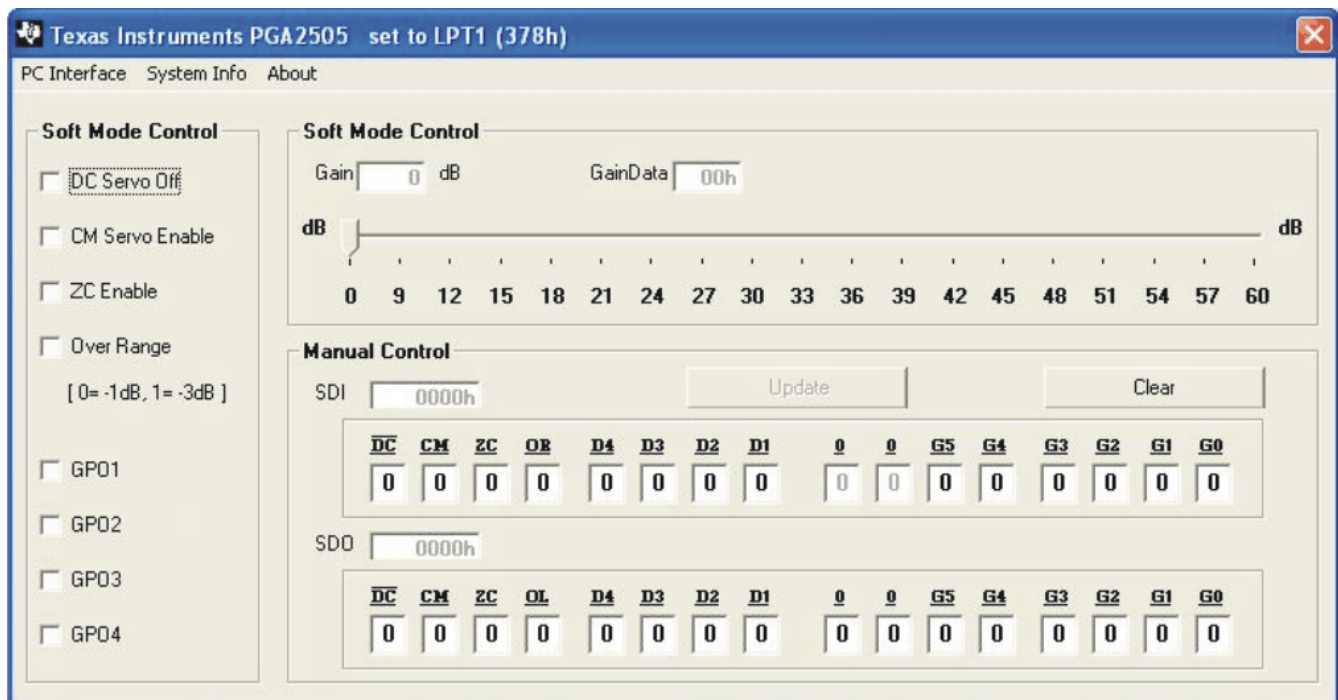 Texas Instruments PGA2505 set to LPT1 (378h)
PC Interface System Info About
Soft Mode Control
DC Servo Off
CM Servo Enable
ZC Enable
Over Range
[ 0= -1dB, 1= -3dB ]
GPO1
GPO2
GPO3
GPO4
Soft Mode Control
Gain 0 dB GainData 00h
dB dB
0 9 12 15 18 21 24 27 30 33 36 39 42 45 48 51 54 57 60
Manual Control
SDI 0000h Update Clear
DC CM ZC OR D4 D3 D2 D1 0 0 G5 G4 G3 G2 G1 G0
0 0 0 0 0 0 0 0 0 0 0 0 0 0 0 0
SDO 0000h
DC CM ZC OL D4 D3 D2 D1 0 0 G5 G4 G3 G2 G1 G0
0 0 0 0 0 0 0 0 0 0 0 0 0 0 0 0